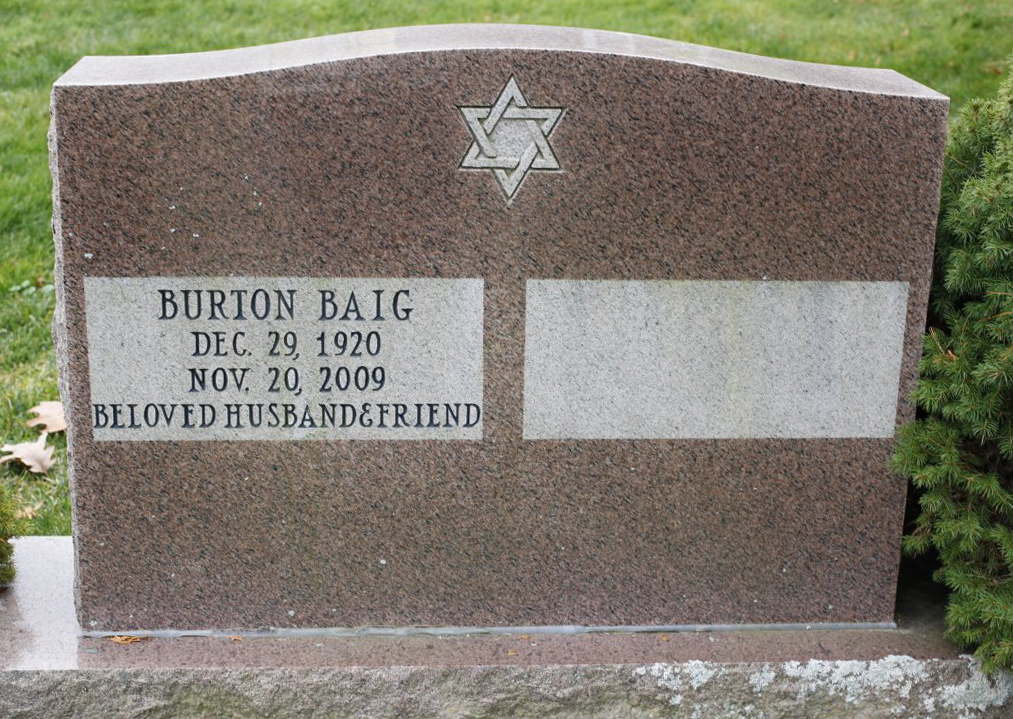 BURTON BAIG
DEC. 29, 1920
NOV. 20, 2009
BELOVED HUSBAND & FRIEND